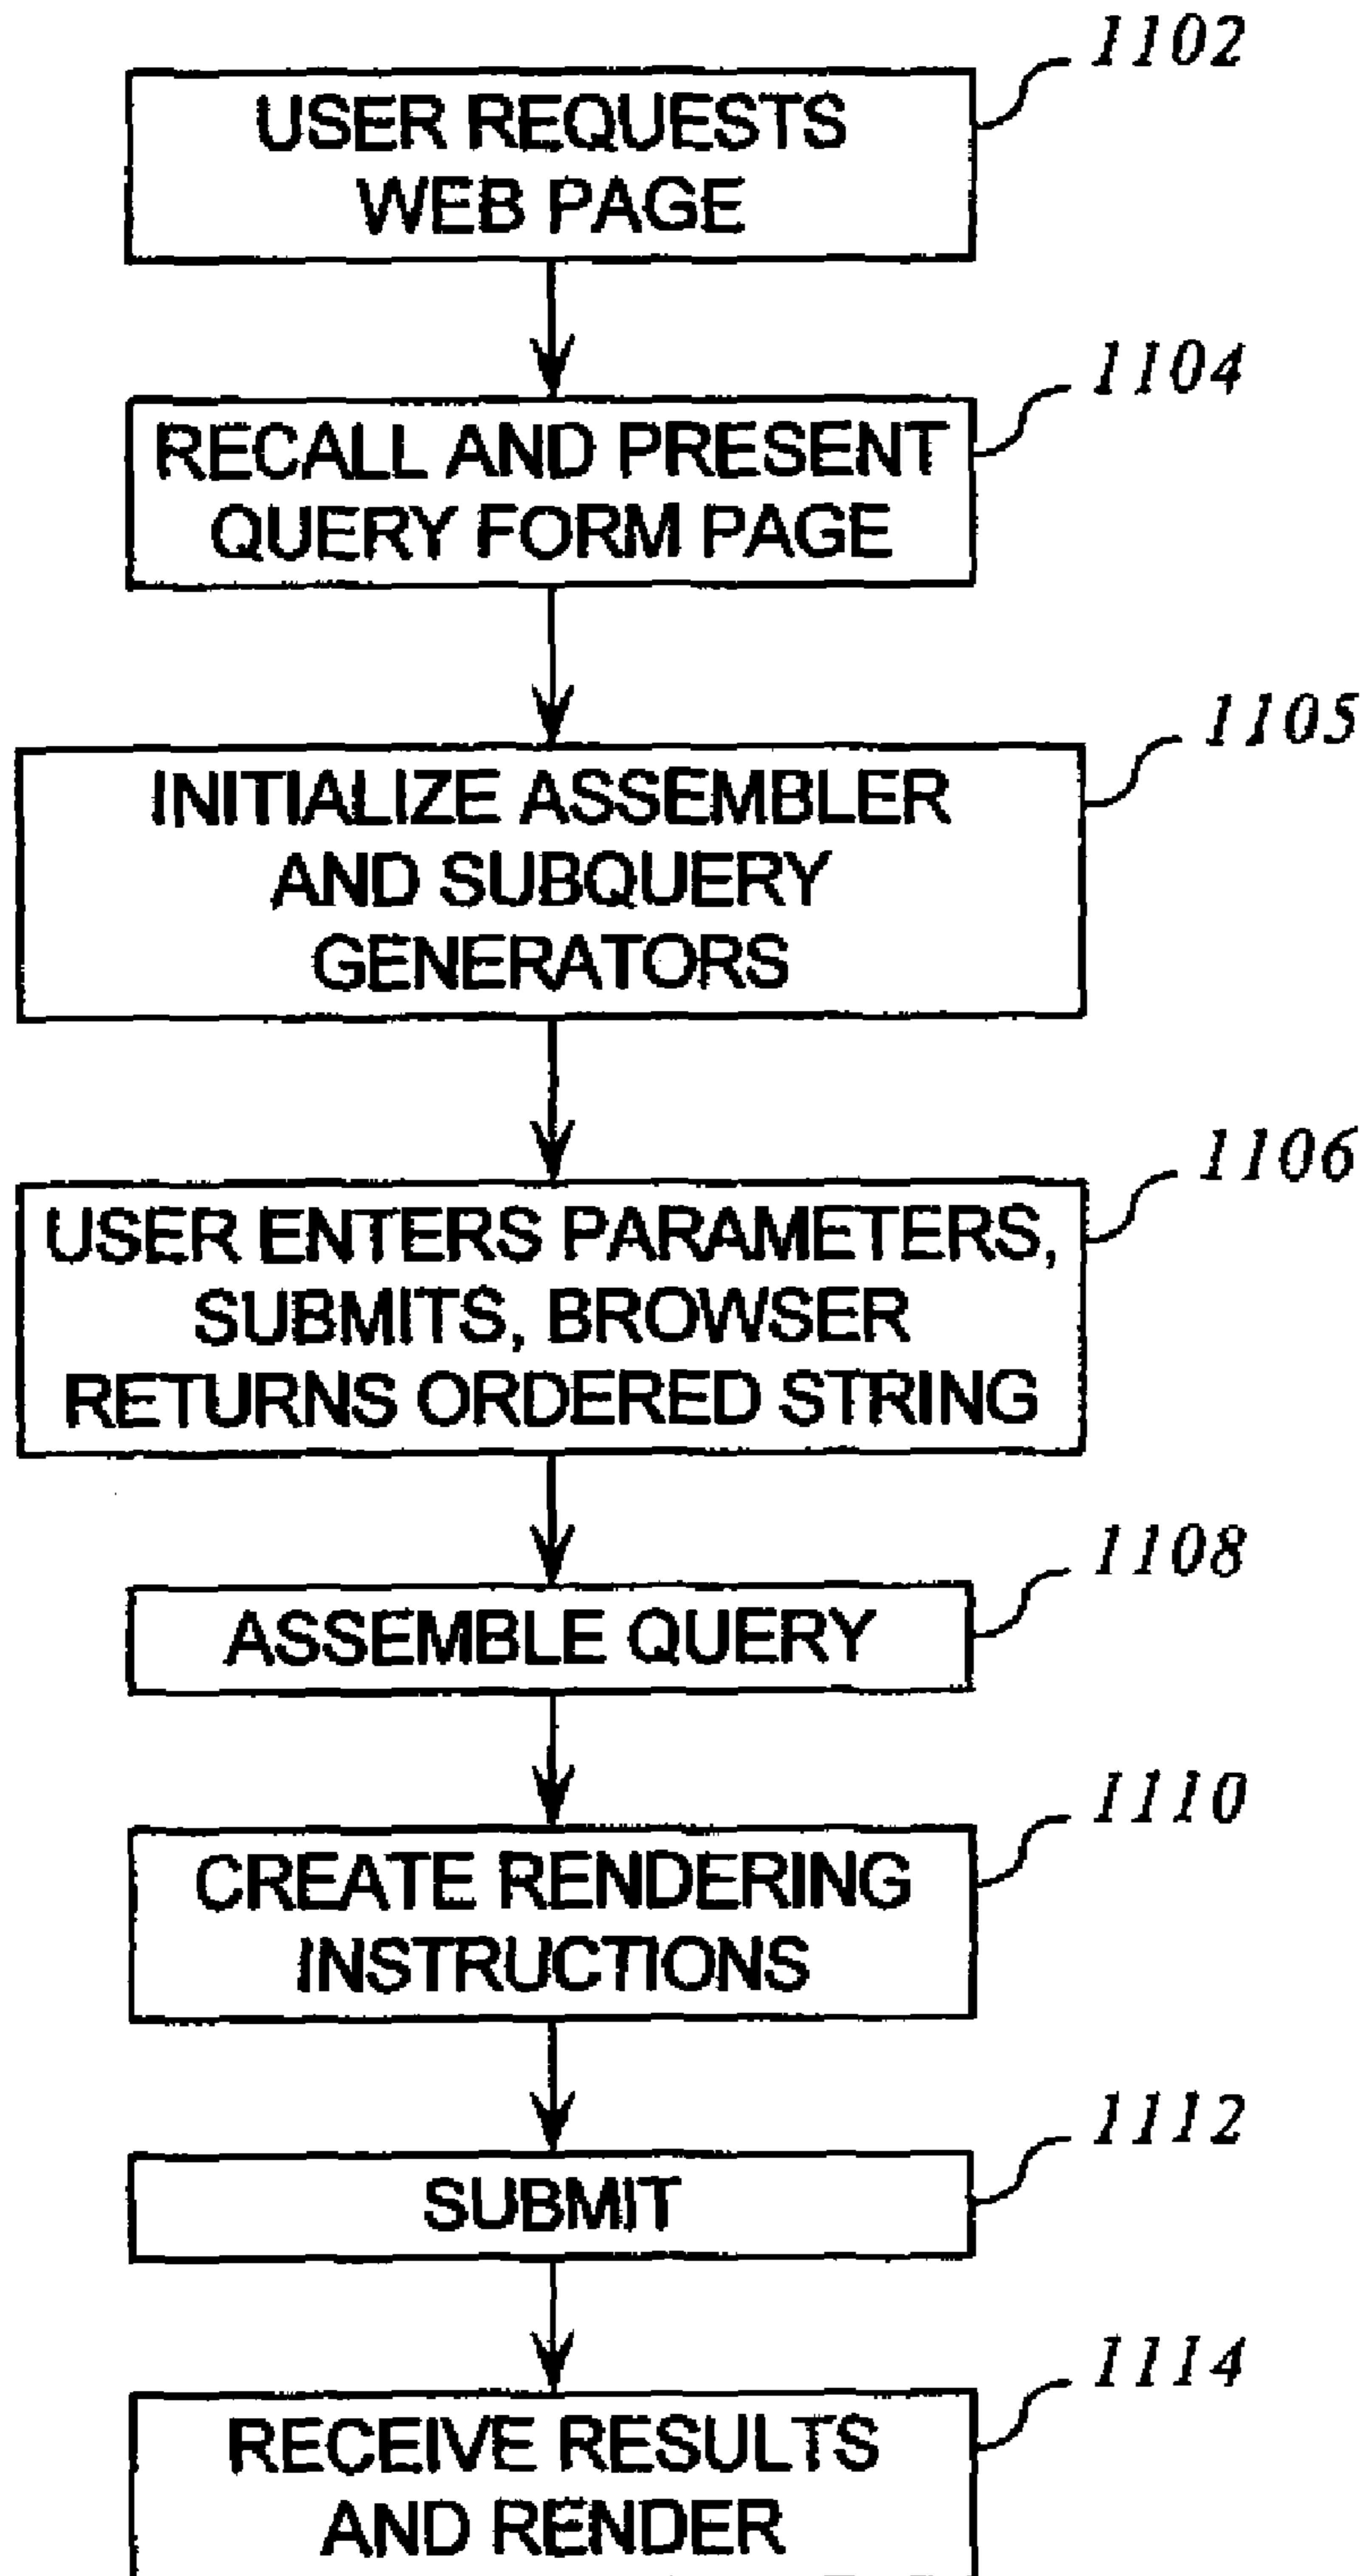 1102
USER REQUESTS
WEB PAGE
1104
RECALL AND PRESENT
QUERY FORM PAGE
1105
INITIALIZE ASSEMBLER
AND SUBQUERY
GENERATORS
1106
USER ENTERS PARAMETERS,
SUBMITS, BROWSER
RETURNS ORDERED STRING
1108
ASSEMBLE QUERY
1110
CREATE RENDERING
INSTRUCTIONS
1112
SUBMIT
1114
RECEIVE RESULTS
AND RENDER